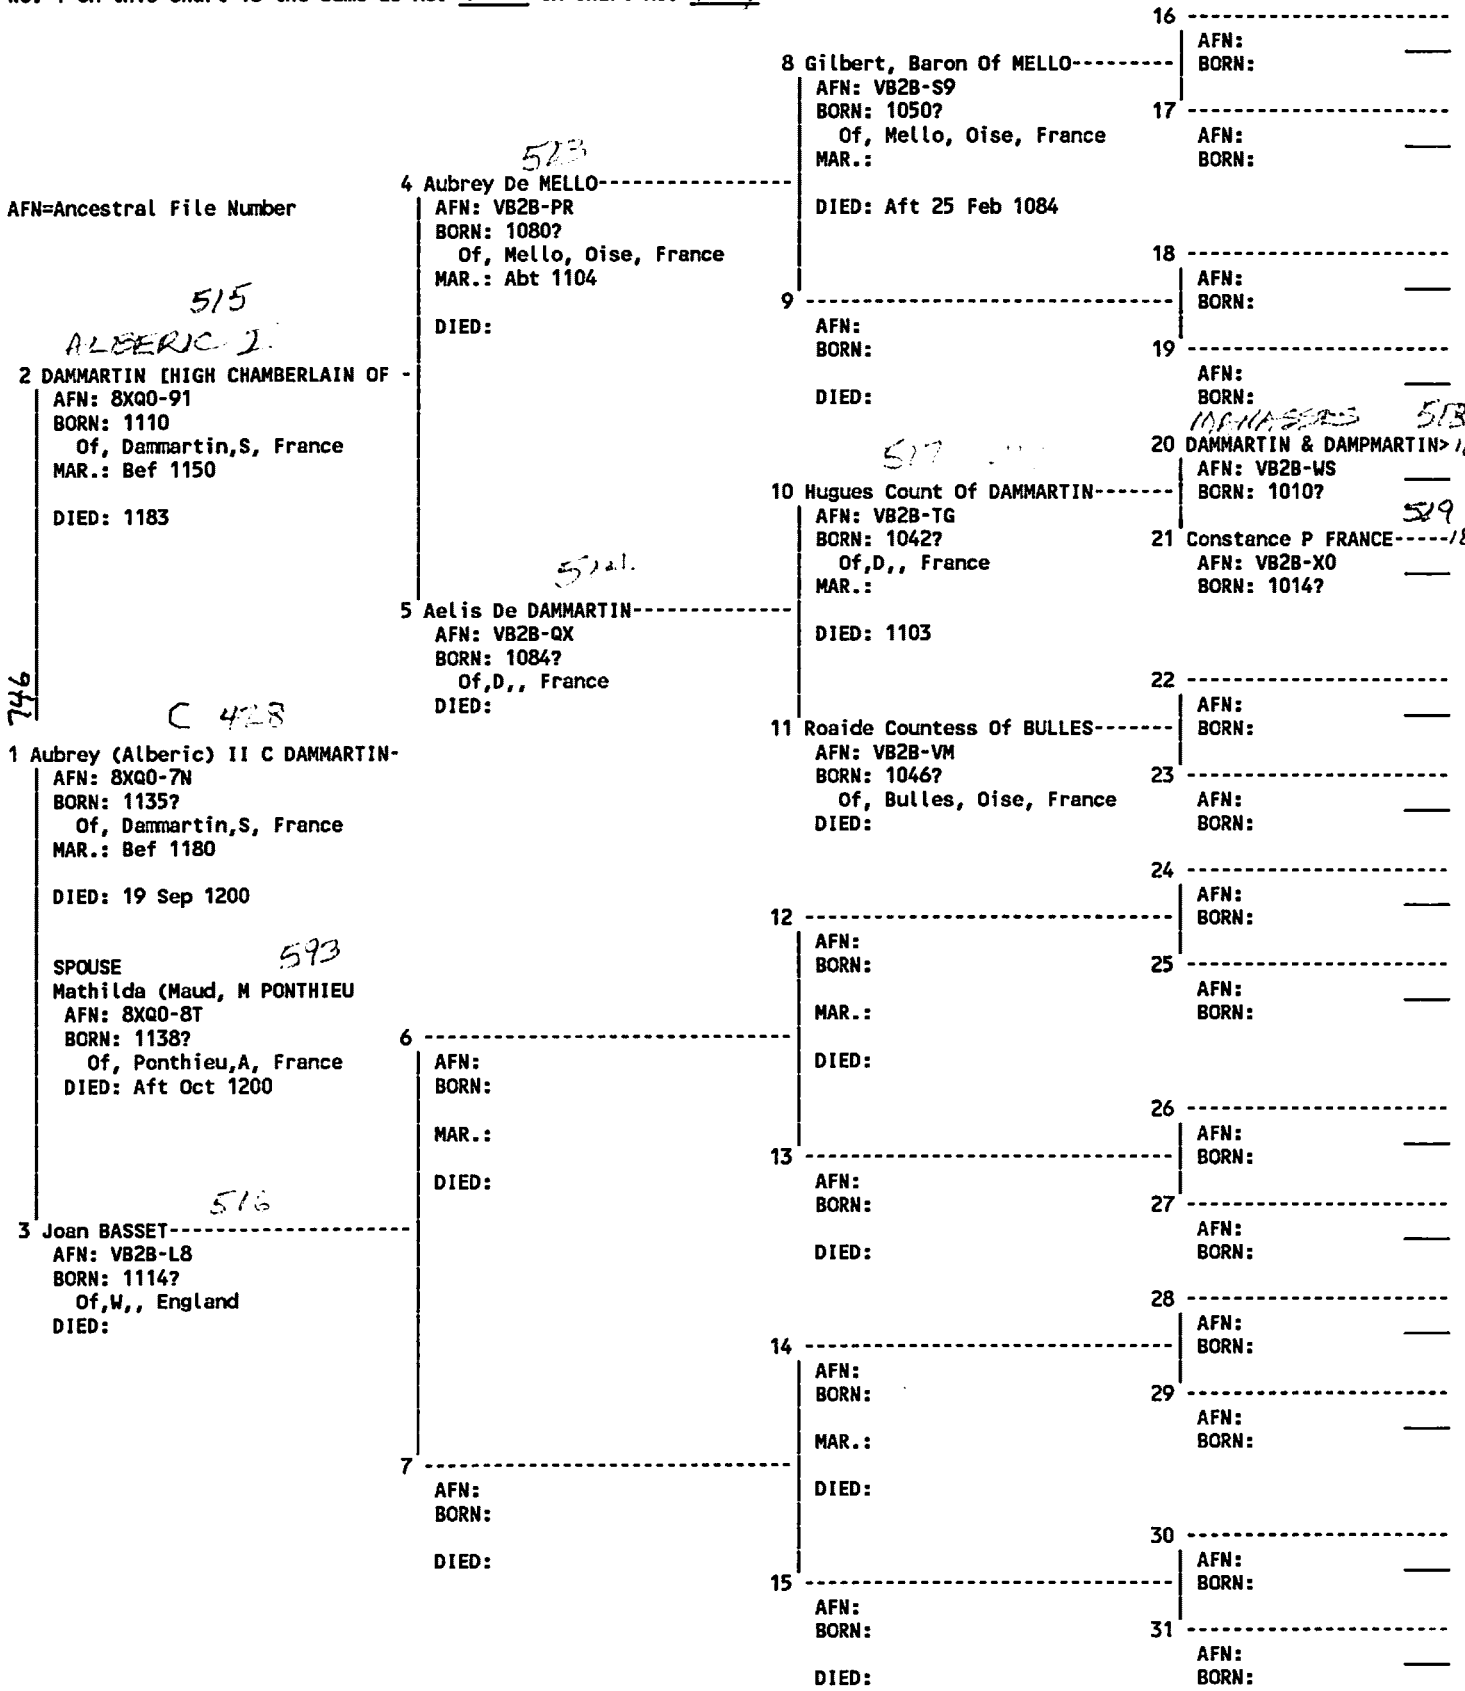 AFN=Ancestral File Number
746
C 428
1 Aubrey (Alberic) II C DAMMARTIN-
AFN: 8XQ0-7N
BORN: 1135?
Of, Dammartin,S, France
MAR.: Bef 1180
DIED: 19 Sep 1200
593
SPOUSE
Mathilda (Maud, M PONTHIEU
AFN: 8XQ0-8T
BORN: 1138?
Of, Ponthieu,A, France
DIED: Aft Oct 1200
515
ALBERIC I.
2 DAMMARTIN [HIGH CHAMBERLAIN OF -
AFN: 8XQ0-91
BORN: 1110
Of, Dammartin,S, France
MAR.: Bef 1150
DIED: 1183
516
3 Joan BASSET
AFN: VB2B-L8
BORN: 1114?
Of,W,, England
DIED:
523
4 Aubrey De MELLO
AFN: VB2B-PR
BORN: 1080?
Of, Mello, Oise, France
MAR.: Abt 1104
DIED:
5 Aelis De DAMMARTIN
AFN: VB2B-QX
BORN: 1084?
Of,D,, France
DIED:
6
AFN:
BORN:
MAR.:
DIED:
7
AFN:
BORN:
DIED:
8 Gilbert, Baron Of MELLO
AFN: VB2B-S9
BORN: 1050?
Of, Mello, Oise, France
MAR.:
DIED: Aft 25 Feb 1084
9
AFN:
BORN:
DIED:
517
10 Hugues Count Of DAMMARTIN
AFN: VB2B-TG
BORN: 1042?
Of,D,, France
MAR.:
DIED: 1103
11 Roaide Countess Of BULLES
AFN: VB2B-VM
BORN: 1046?
Of, Bulles, Oise, France
DIED:
12
AFN:
BORN:
MAR.:
DIED:
13
AFN:
BORN:
DIED:
14
AFN:
BORN:
MAR.:
DIED:
15
AFN:
BORN:
DIED:
16
AFN:
BORN:
17
AFN:
BORN:
18
AFN:
BORN:
19
AFN:
BORN:
MANASSES 518
20 DAMMARTIN & DAMPMARTIN>
AFN: VB2B-WS
BORN: 1010?
519
21 Constance P FRANCE
AFN: VB2B-X0
BORN: 1014?
22
AFN:
BORN:
23
AFN:
BORN:
24
AFN:
BORN:
25
AFN:
BORN:
26
AFN:
BORN:
27
AFN:
BORN:
28
AFN:
BORN:
29
AFN:
BORN:
30
AFN:
BORN:
31
AFN:
BORN: